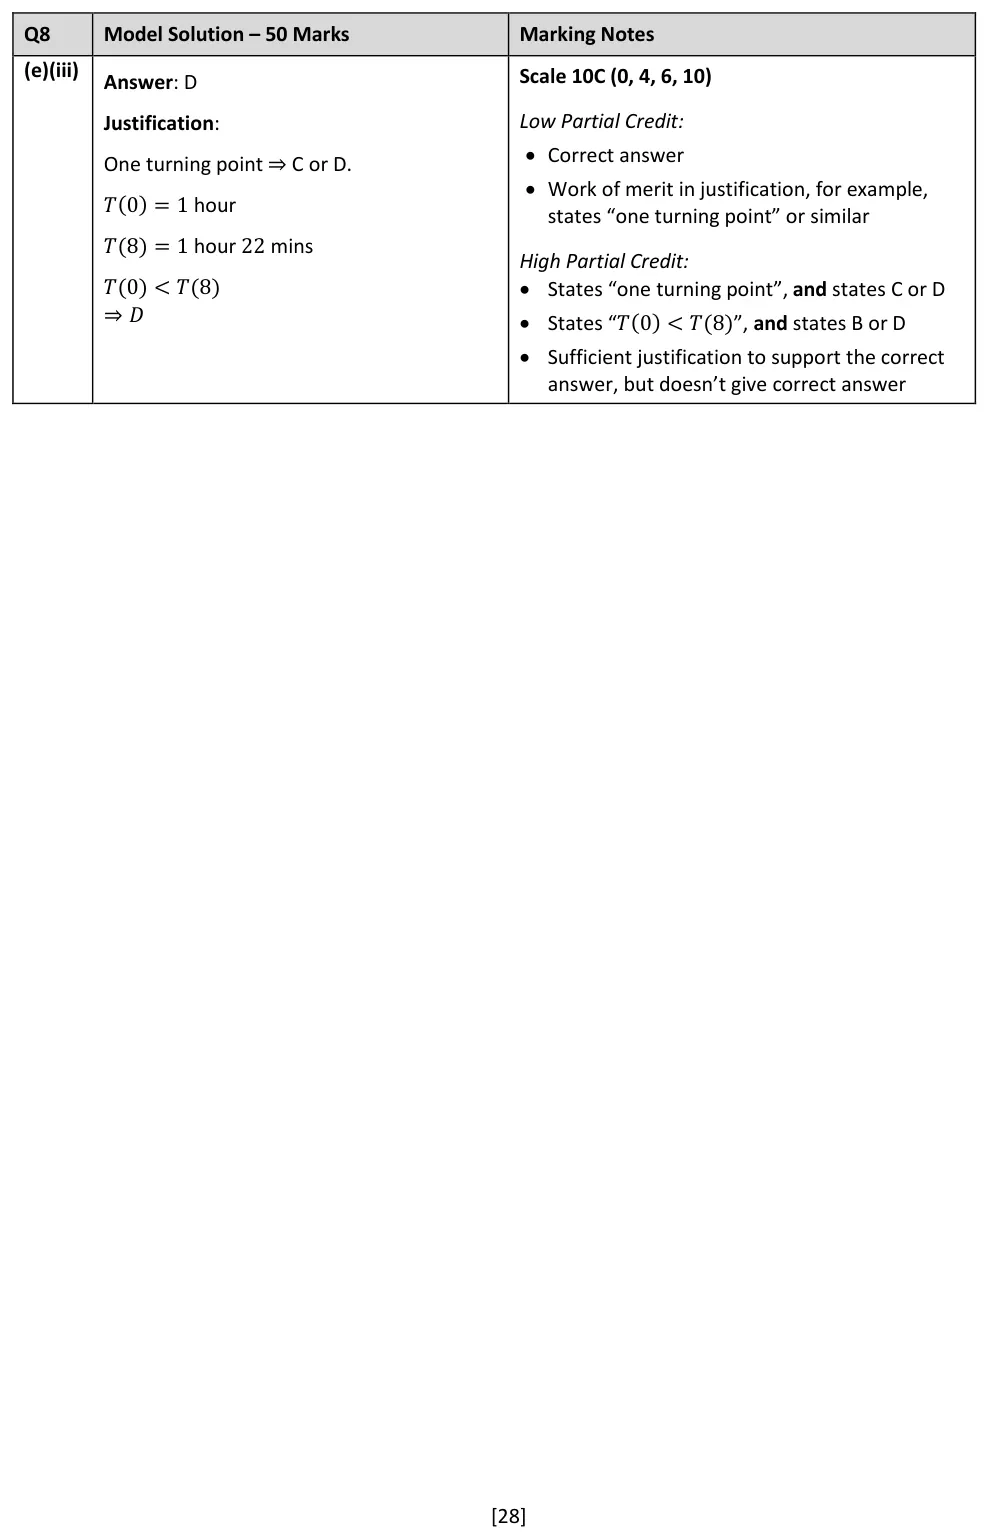 Q8 Model Solution – 50 Marks Marking Notes
(e)(iii)
Answer: D
Justification:
One turning point ⇒ C or D.
𝑇(0) = 1 hour
𝑇(8) = 1 hour 22 mins
𝑇(0) < 𝑇(8)
⇒ 𝐷
Scale 10C (0, 4, 6, 10)
Low Partial Credit:
• Correct answer
• Work of merit in justification, for example,
states “one turning point” or similar
High Partial Credit:
• States “one turning point”, and states C or D
• States “𝑇(0) < 𝑇(8)”, and states B or D
• Sufficient justification to support the correct
answer, but doesn’t give correct answer
[28]